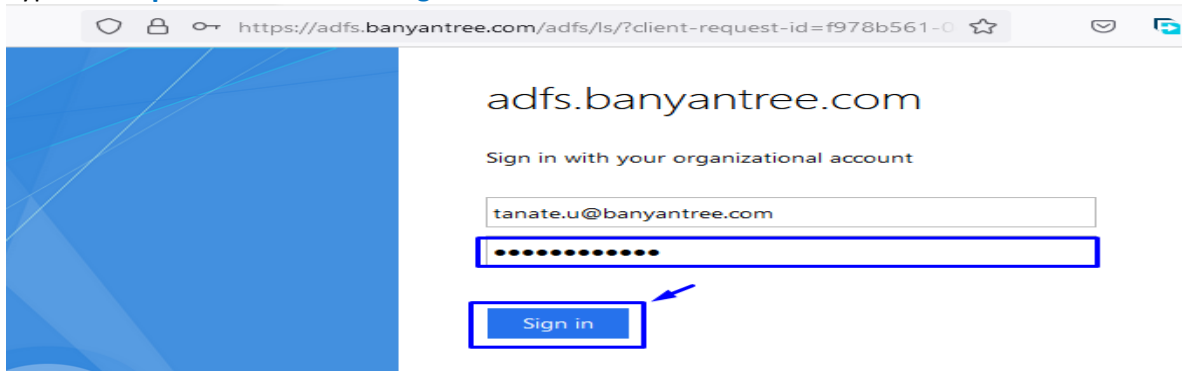 https://adfs.banyantree.com/adfs/ls/?client-request-id=f978b561-0
adfs.banyantree.com
Sign in with your organizational account
tanate.u@banyantree.com
••••••••••••
Sign in